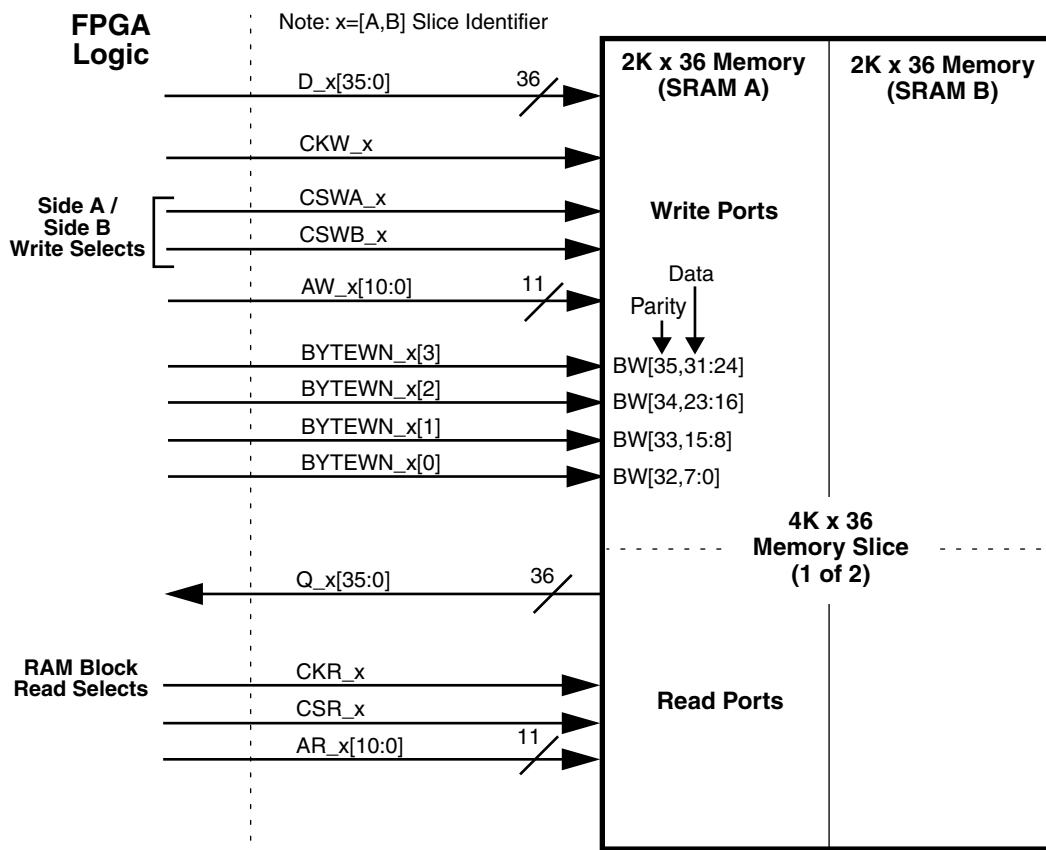 FPGA
Logic
Note: x=[A,B] Slice Identifier
2K x 36 Memory
(SRAM A)
2K x 36 Memory
(SRAM B)
D_x[35:0]
36
CKW_x
Side A /
Side B
Write Selects
CSWA_x
CSWB_x
Write Ports
AW_x[10:0]
11
Data
Parity
BYTEWN_x[3]
BW[35,31:24]
BYTEWN_x[2]
BW[34,23:16]
BYTEWN_x[1]
BW[33,15:8]
BYTEWN_x[0]
BW[32,7:0]
4K x 36
Memory Slice
(1 of 2)
Q_x[35:0]
36
RAM Block
Read Selects
CKR_x
CSR_x
AR_x[10:0]
11
Read Ports